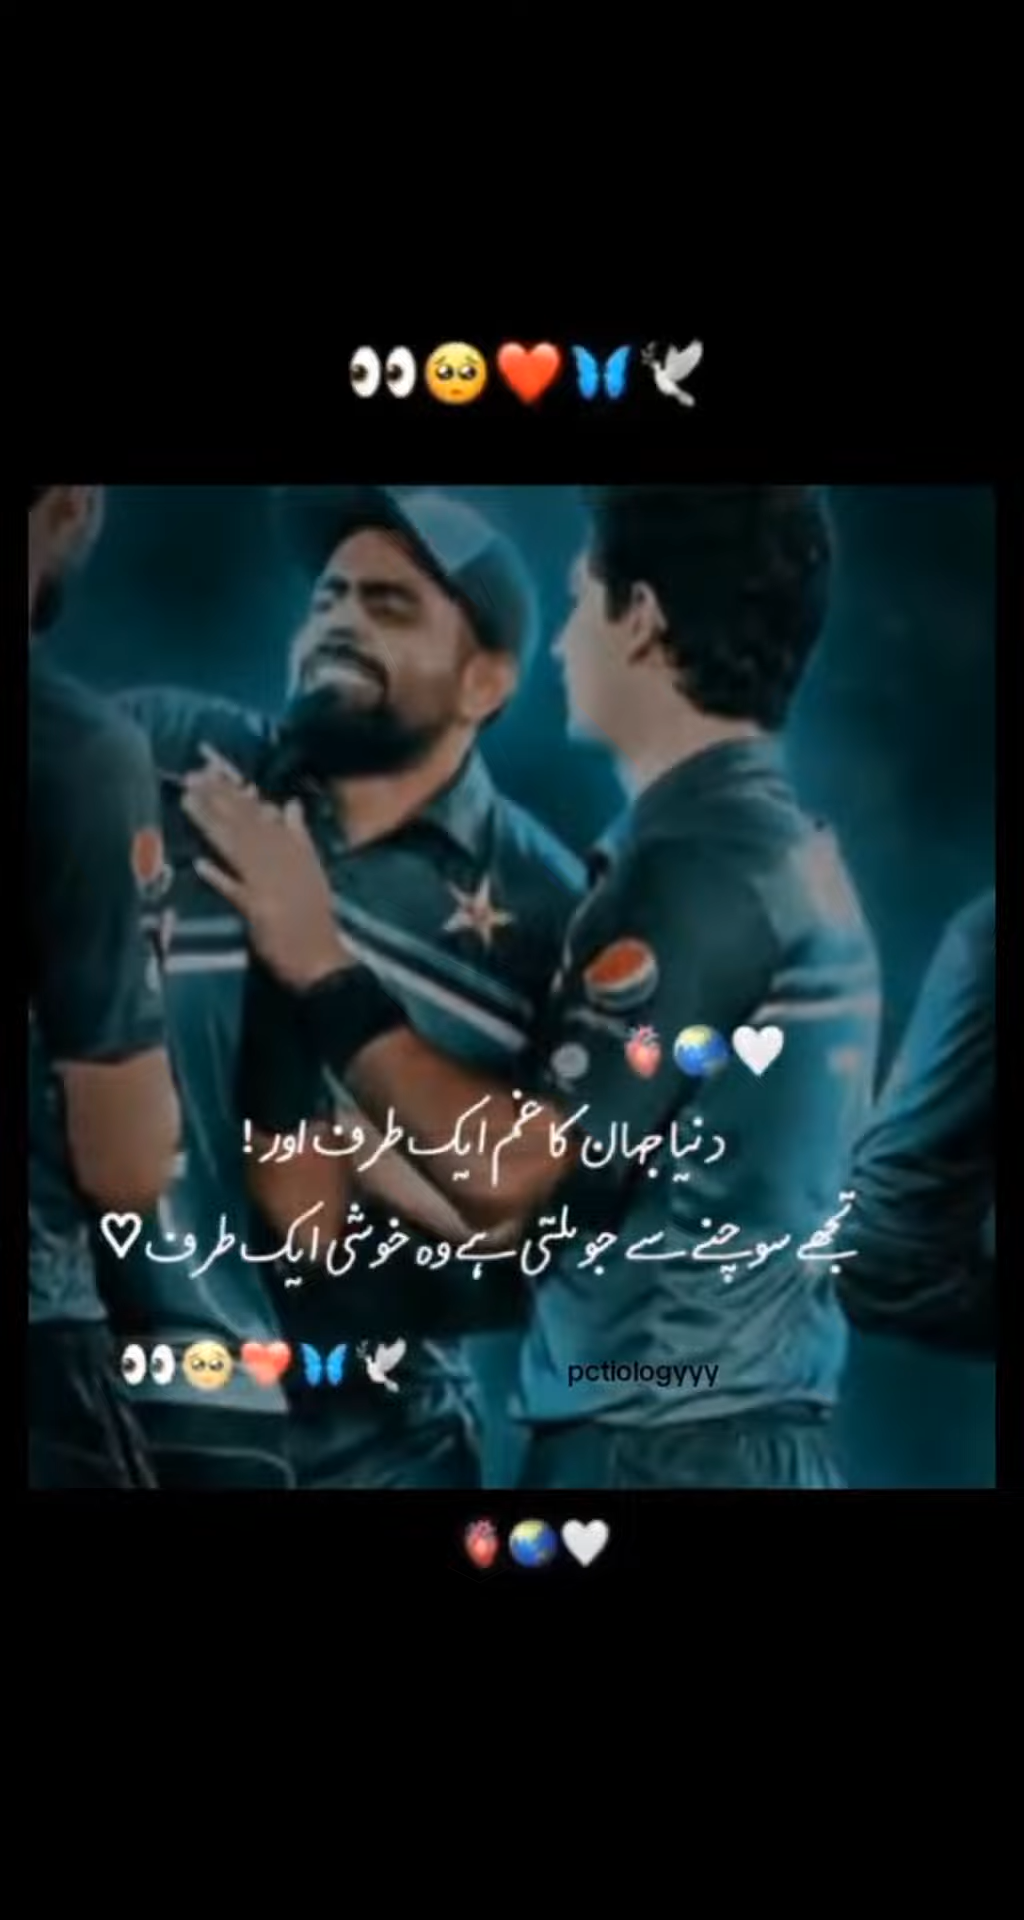 👀🥺❤️🦋🕊️
🫀🌏🤍
دنیا جہان کا غم ایک طرف اور !
تجھے سوچنے سے جو ملتی ہے وہ خوشی ایک طرف♡
👀🥺❤️🦋🕊️ pctiologyyy
🫀🌏🤍